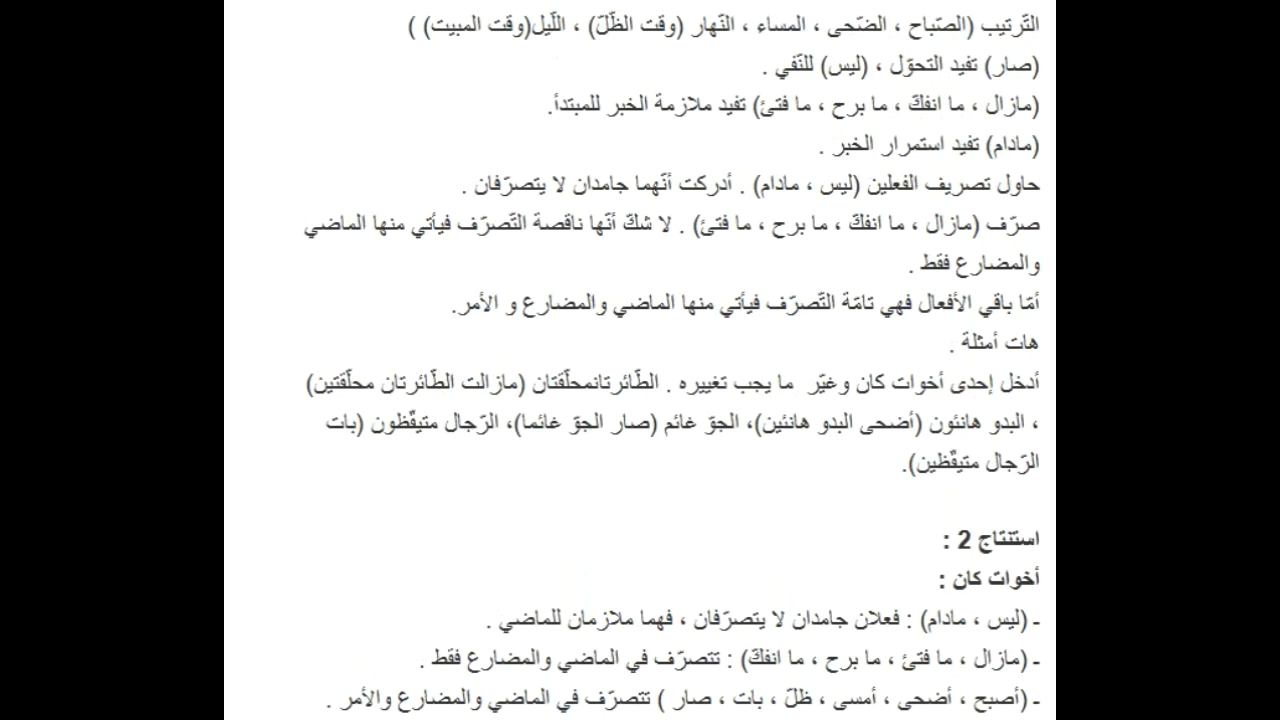 التّرتيب (الصّباح ، الضّحى ، المساء ، النّهار (وقت الظّلّ) ، اللّيل(وقت المبيت) )
(صار) تفيد التحوّل ، (ليس) للنّفي .
(مازال ، ما انفكّ ، ما برح ، ما فتئ) تفيد ملازمة الخبر للمبتدأ.
(مادام) تفيد استمرار الخبر .
حاول تصريف الفعلين (ليس ، مادام) . أدركت أنّهما جامدان لا يتصرّفان .
صرّف (مازال ، ما انفكّ ، ما برح ، ما فتئ) . لا شكّ أنّها ناقصة التّصرّف فيأتي منها الماضي
والمضارع فقط .
أمّا باقي الأفعال فهي تامّة التّصرّف فيأتي منها الماضي والمضارع و الأمر.
هات أمثلة .
أدخل إحدى أخوات كان وغيّر ما يجب تغييره . الطّائرتانمحلّقتان (مازالت الطّائرتان محلّقتين)
، البدو هانئون (أضحى البدو هانئين)، الجوّ غائم (صار الجوّ غائما)، الرّجال متيقّظون (بات
الرّجال متيقّظين).
استنتاج 2 :
أخوات كان :
ـ (ليس ، مادام) : فعلان جامدان لا يتصرّفان ، فهما ملازمان للماضي .
ـ (مازال ، ما فتئ ، ما برح ، ما انفكّ) : تتصرّف في الماضي والمضارع فقط .
ـ (أصبح ، أضحى ، أمسى ، ظلّ ، بات ، صار ) تتصرّف في الماضي والمضارع والأمر .